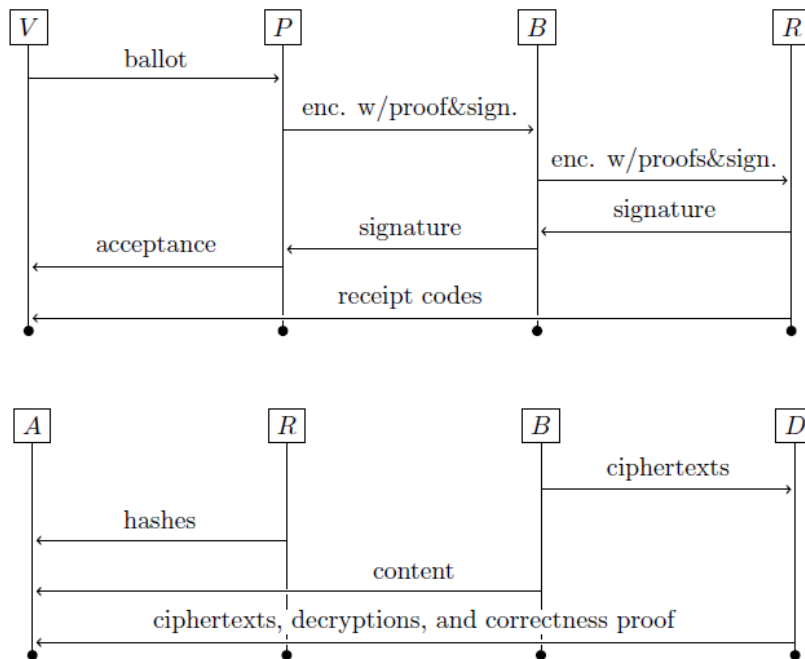 V P B R
ballot
enc. w/proof&sign.
enc. w/proofs&sign.
signature
signature
acceptance
receipt codes
A R B D
ciphertexts
hashes
content
ciphertexts, decryptions, and correctness proof